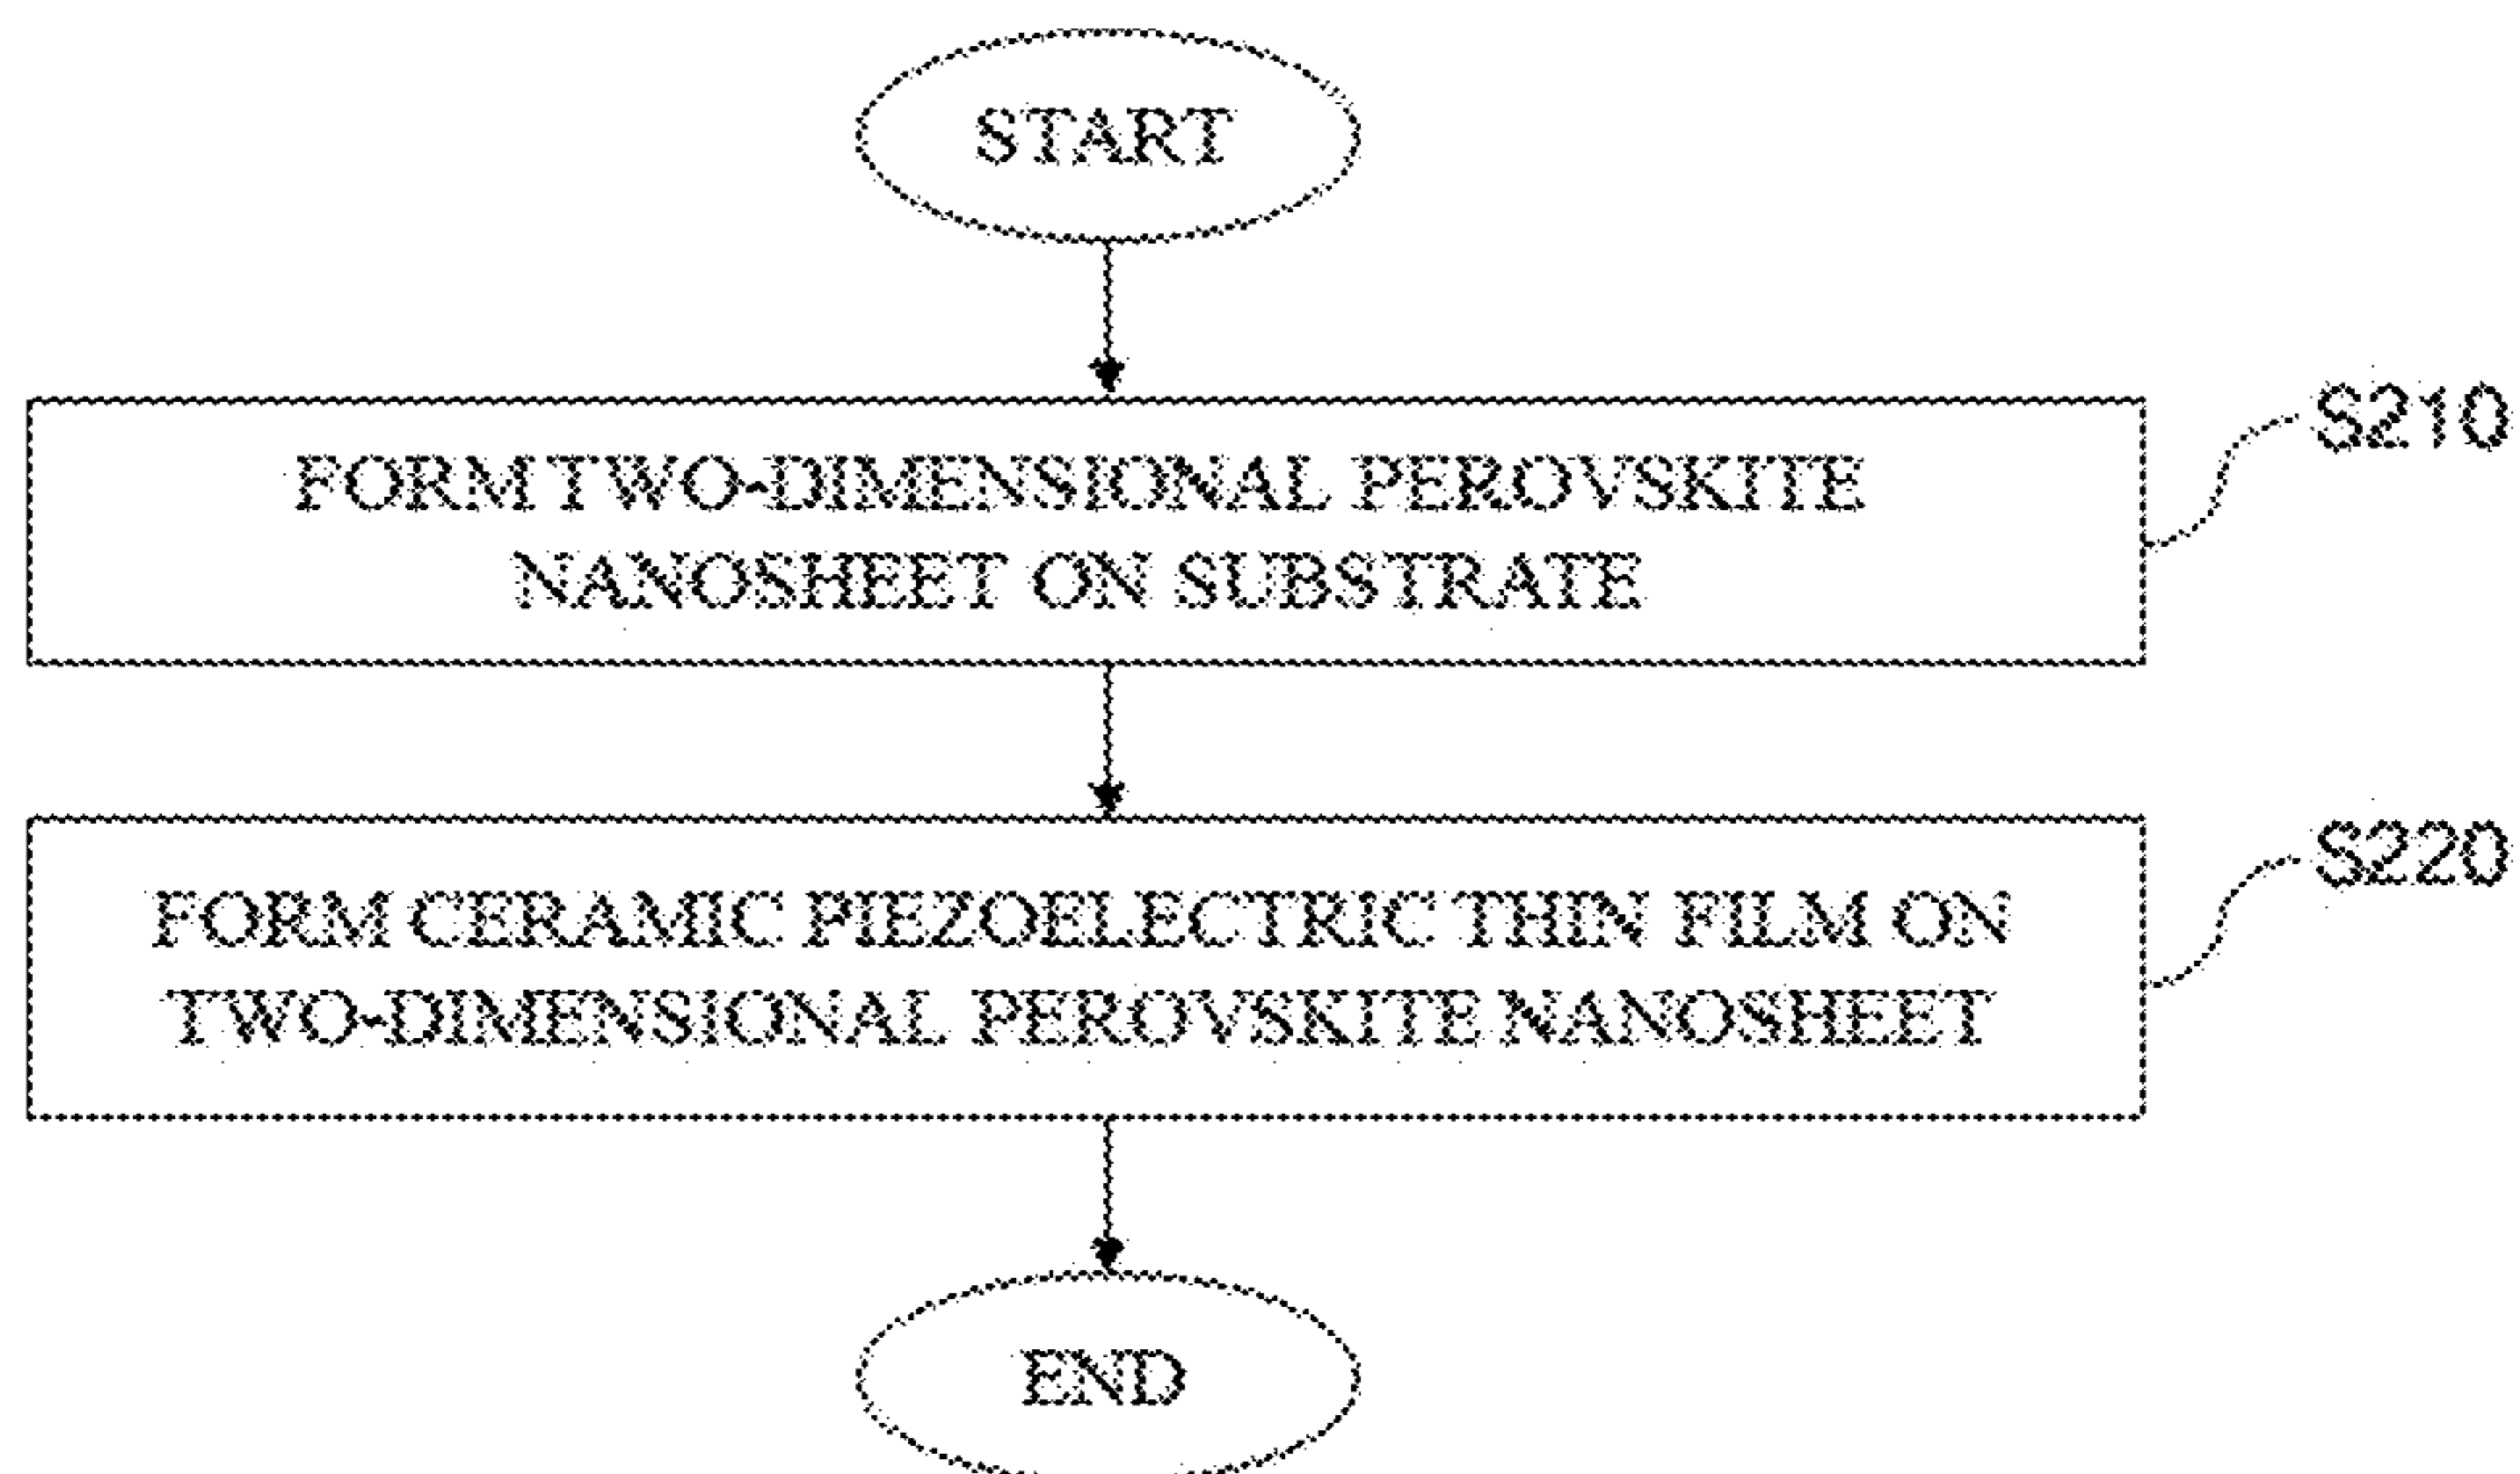 START
S210
FORM TWO-DIMENSIONAL PEROVSKITE
NANOSHEET ON SUBSTRATE
S220
FORM CERAMIC PIEZOELECTRIC THIN FILM ON
TWO-DIMENSIONAL PEROVSKITE NANOSHEET
END